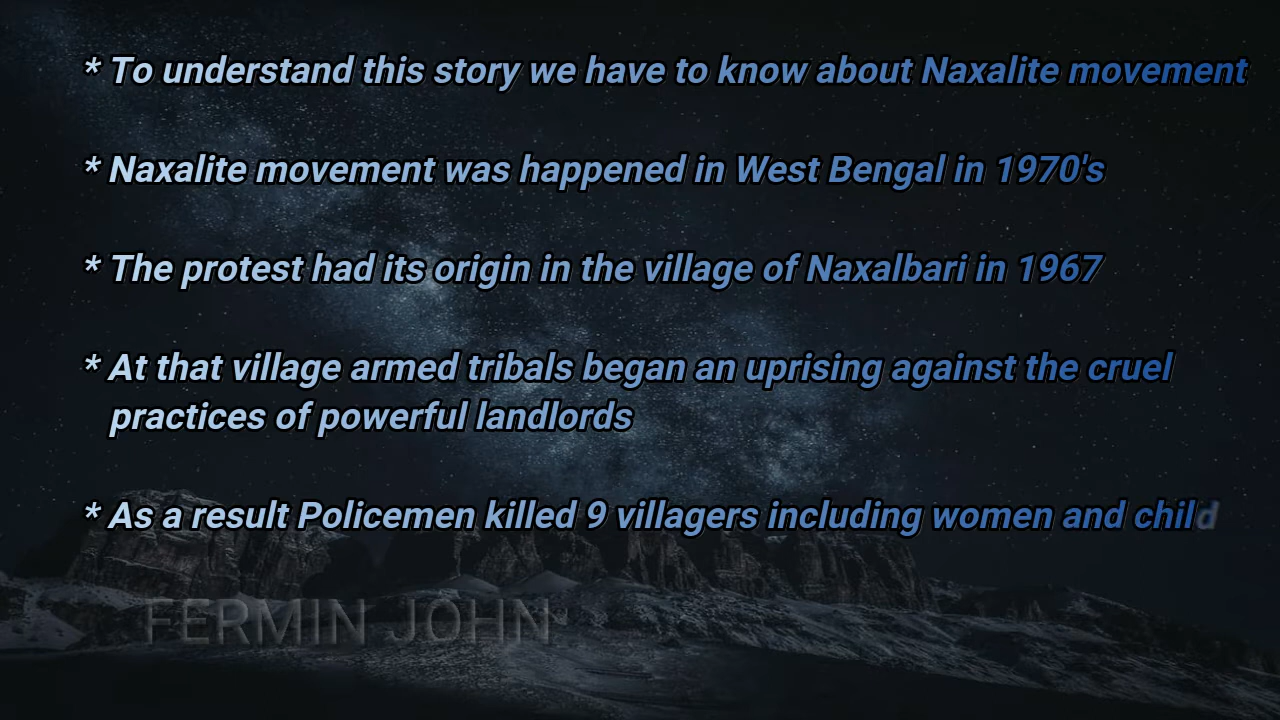 * To understand this story we have to know about Naxalite movement
* Naxalite movement was happened in West Bengal in 1970's
* The protest had its origin in the village of Naxalbari in 1967
* At that village armed tribals began an uprising against the cruel
practices of powerful landlords
* As a result Policemen killed 9 villagers including women and child
FERMIN JOHN